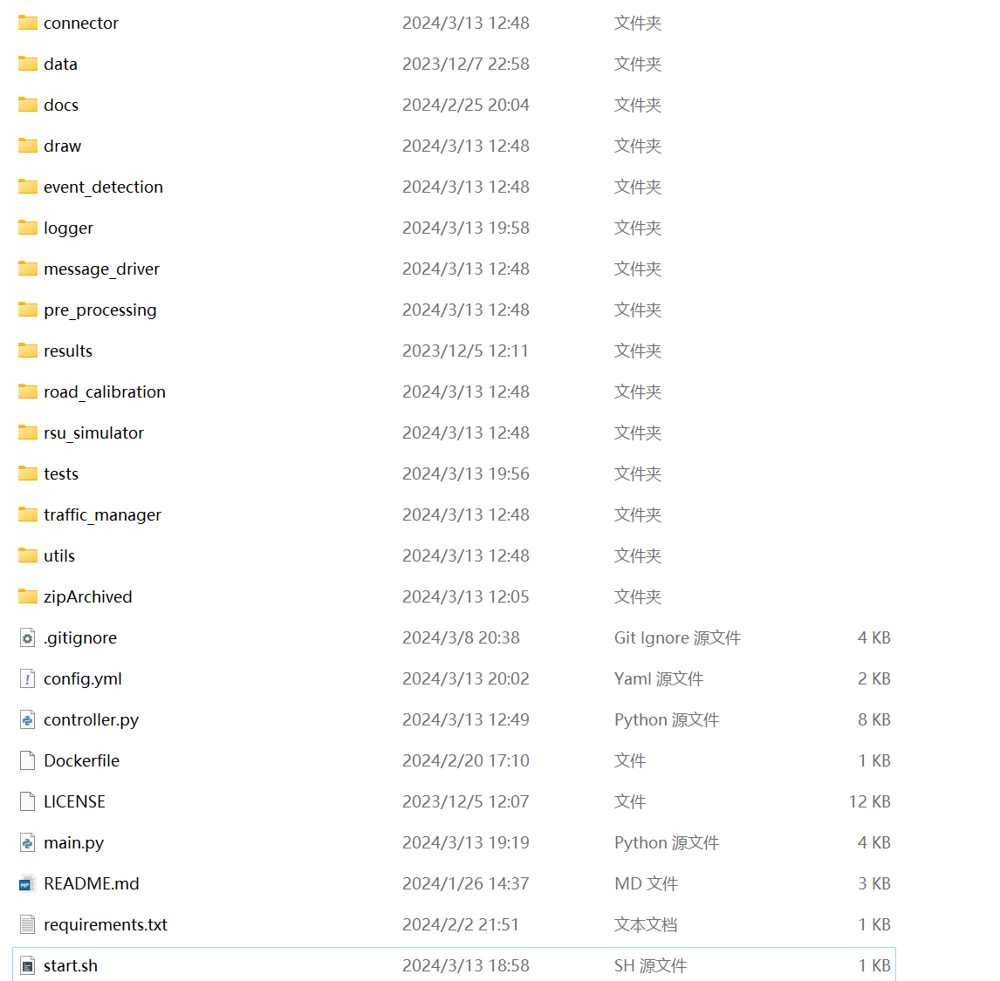 connector 2024/3/13 12:48 文件夹
data 2023/12/7 22:58 文件夹
docs 2024/2/25 20:04 文件夹
draw 2024/3/13 12:48 文件夹
event_detection 2024/3/13 12:48 文件夹
logger 2024/3/13 19:58 文件夹
message_driver 2024/3/13 12:48 文件夹
pre_processing 2024/3/13 12:48 文件夹
results 2023/12/5 12:11 文件夹
road_calibration 2024/3/13 12:48 文件夹
rsu_simulator 2024/3/13 12:48 文件夹
tests 2024/3/13 19:56 文件夹
traffic_manager 2024/3/13 12:48 文件夹
utils 2024/3/13 12:48 文件夹
zipArchived 2024/3/13 12:05 文件夹
.gitignore 2024/3/8 20:38 Git Ignore 源文件 4 KB
config.yml 2024/3/13 20:02 Yaml 源文件 2 KB
controller.py 2024/3/13 12:49 Python 源文件 8 KB
Dockerfile 2024/2/20 17:10 文件 1 KB
LICENSE 2023/12/5 12:07 文件 12 KB
main.py 2024/3/13 19:19 Python 源文件 4 KB
README.md 2024/1/26 14:37 MD 文件 3 KB
requirements.txt 2024/2/2 21:51 文本文档 1 KB
start.sh 2024/3/13 18:58 SH 源文件 1 KB